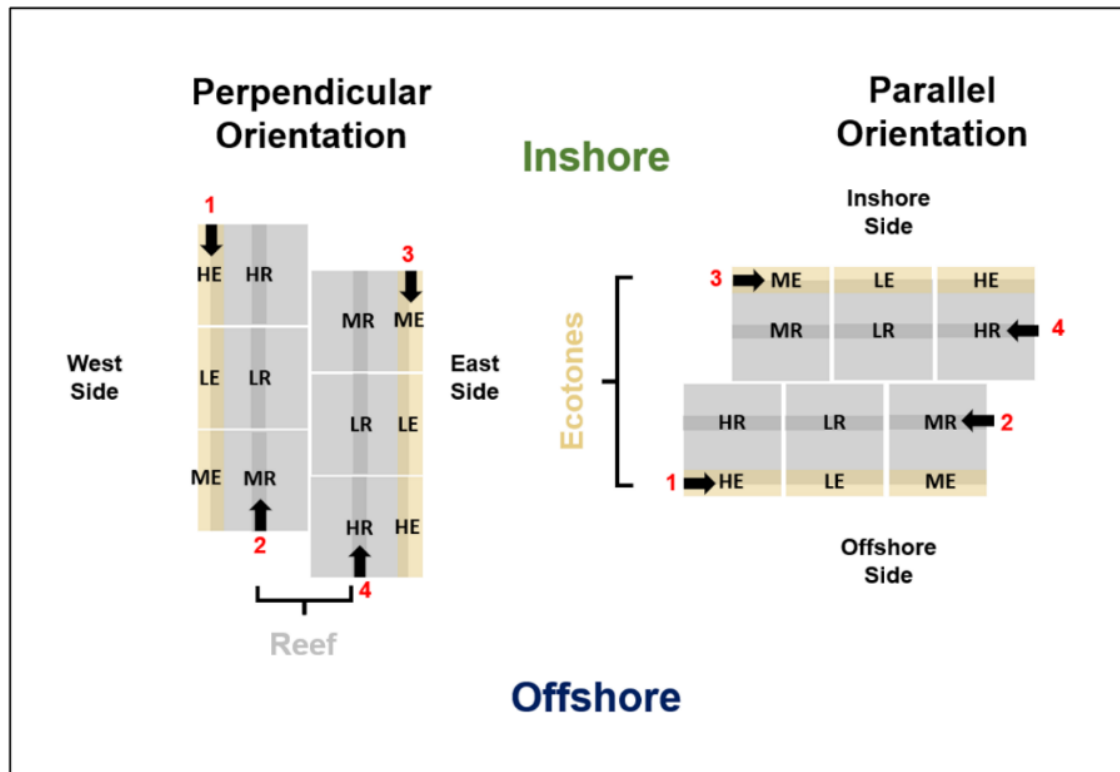 Perpendicular
Orientation
Parallel
Orientation
Inshore
Inshore
Side
1
3
HE HR
MR ME
West
Side
LE LR
East
Side
LR LE
ME MR
HR HE
2
4
Reef
Ecotones
3 ME LE HE
MR LR HR 4
HR LR MR 2
1 HE LE ME
Offshore
Side
Offshore